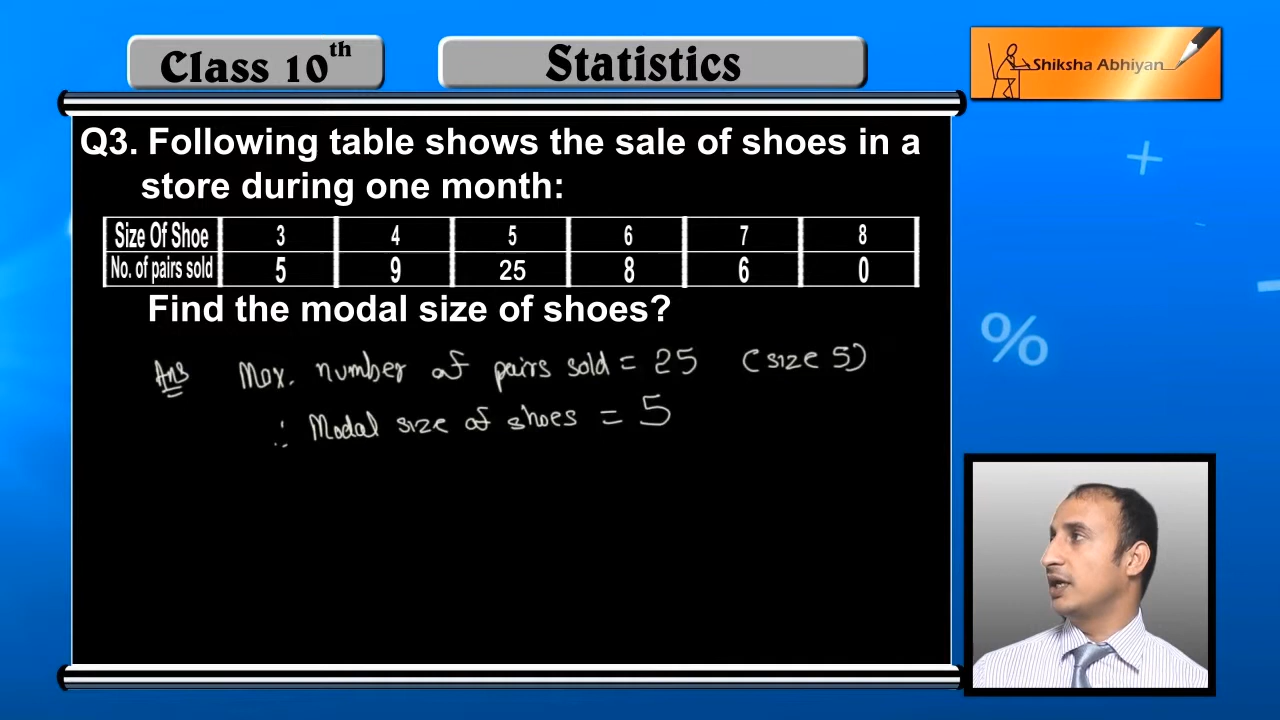 Class 10th
Statistics
Shiksha Abhiyan
Q3. Following table shows the sale of shoes in a
store during one month:
Size Of Shoe 3 4 5 6 7 8
No. of pairs sold 5 9 25 8 6 0
Find the modal size of shoes?
Ans Max. number of pairs sold = 25 (size 5)
∴ Modal size of shoes = 5
%